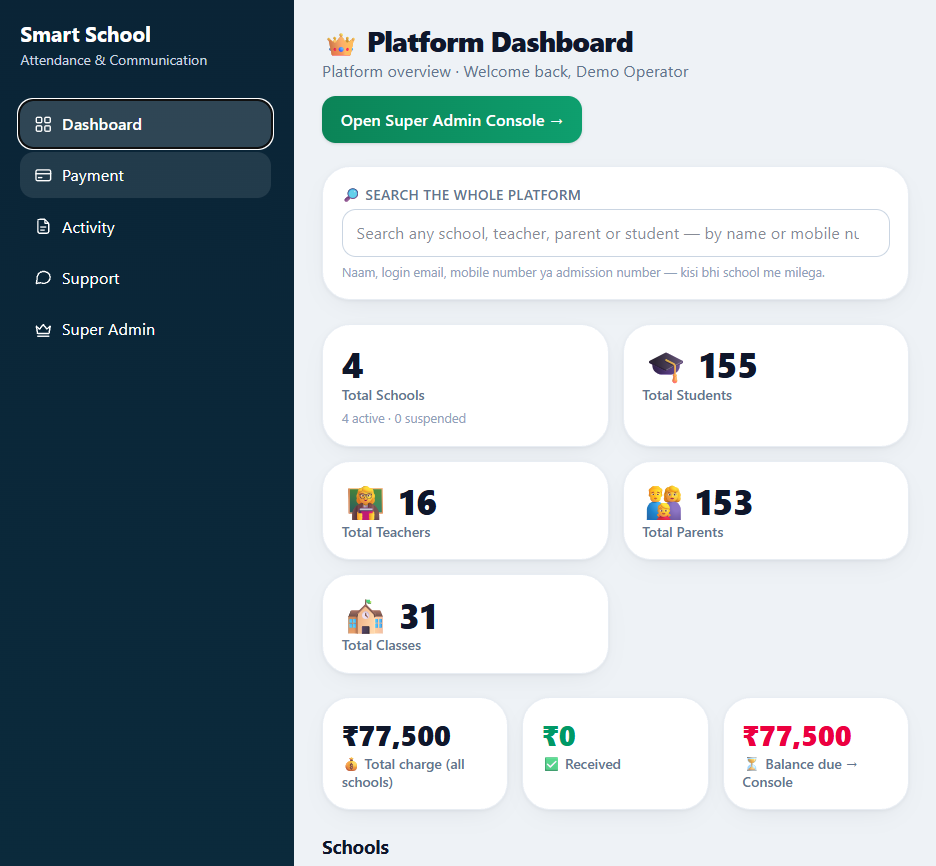 Smart School
Attendance & Communication
Dashboard
Payment
Activity
Support
Super Admin
Platform Dashboard
Platform overview · Welcome back, Demo Operator
Open Super Admin Console →
SEARCH THE WHOLE PLATFORM
Search any school, teacher, parent or student — by name or mobile nu
Naam, login email, mobile number ya admission number — kisi bhi school me milega.
4
Total Schools
4 active · 0 suspended
155
Total Students
16
Total Teachers
153
Total Parents
31
Total Classes
₹77,500
Total charge (all
schools)
₹0
Received
₹77,500
Balance due →
Console
Schools